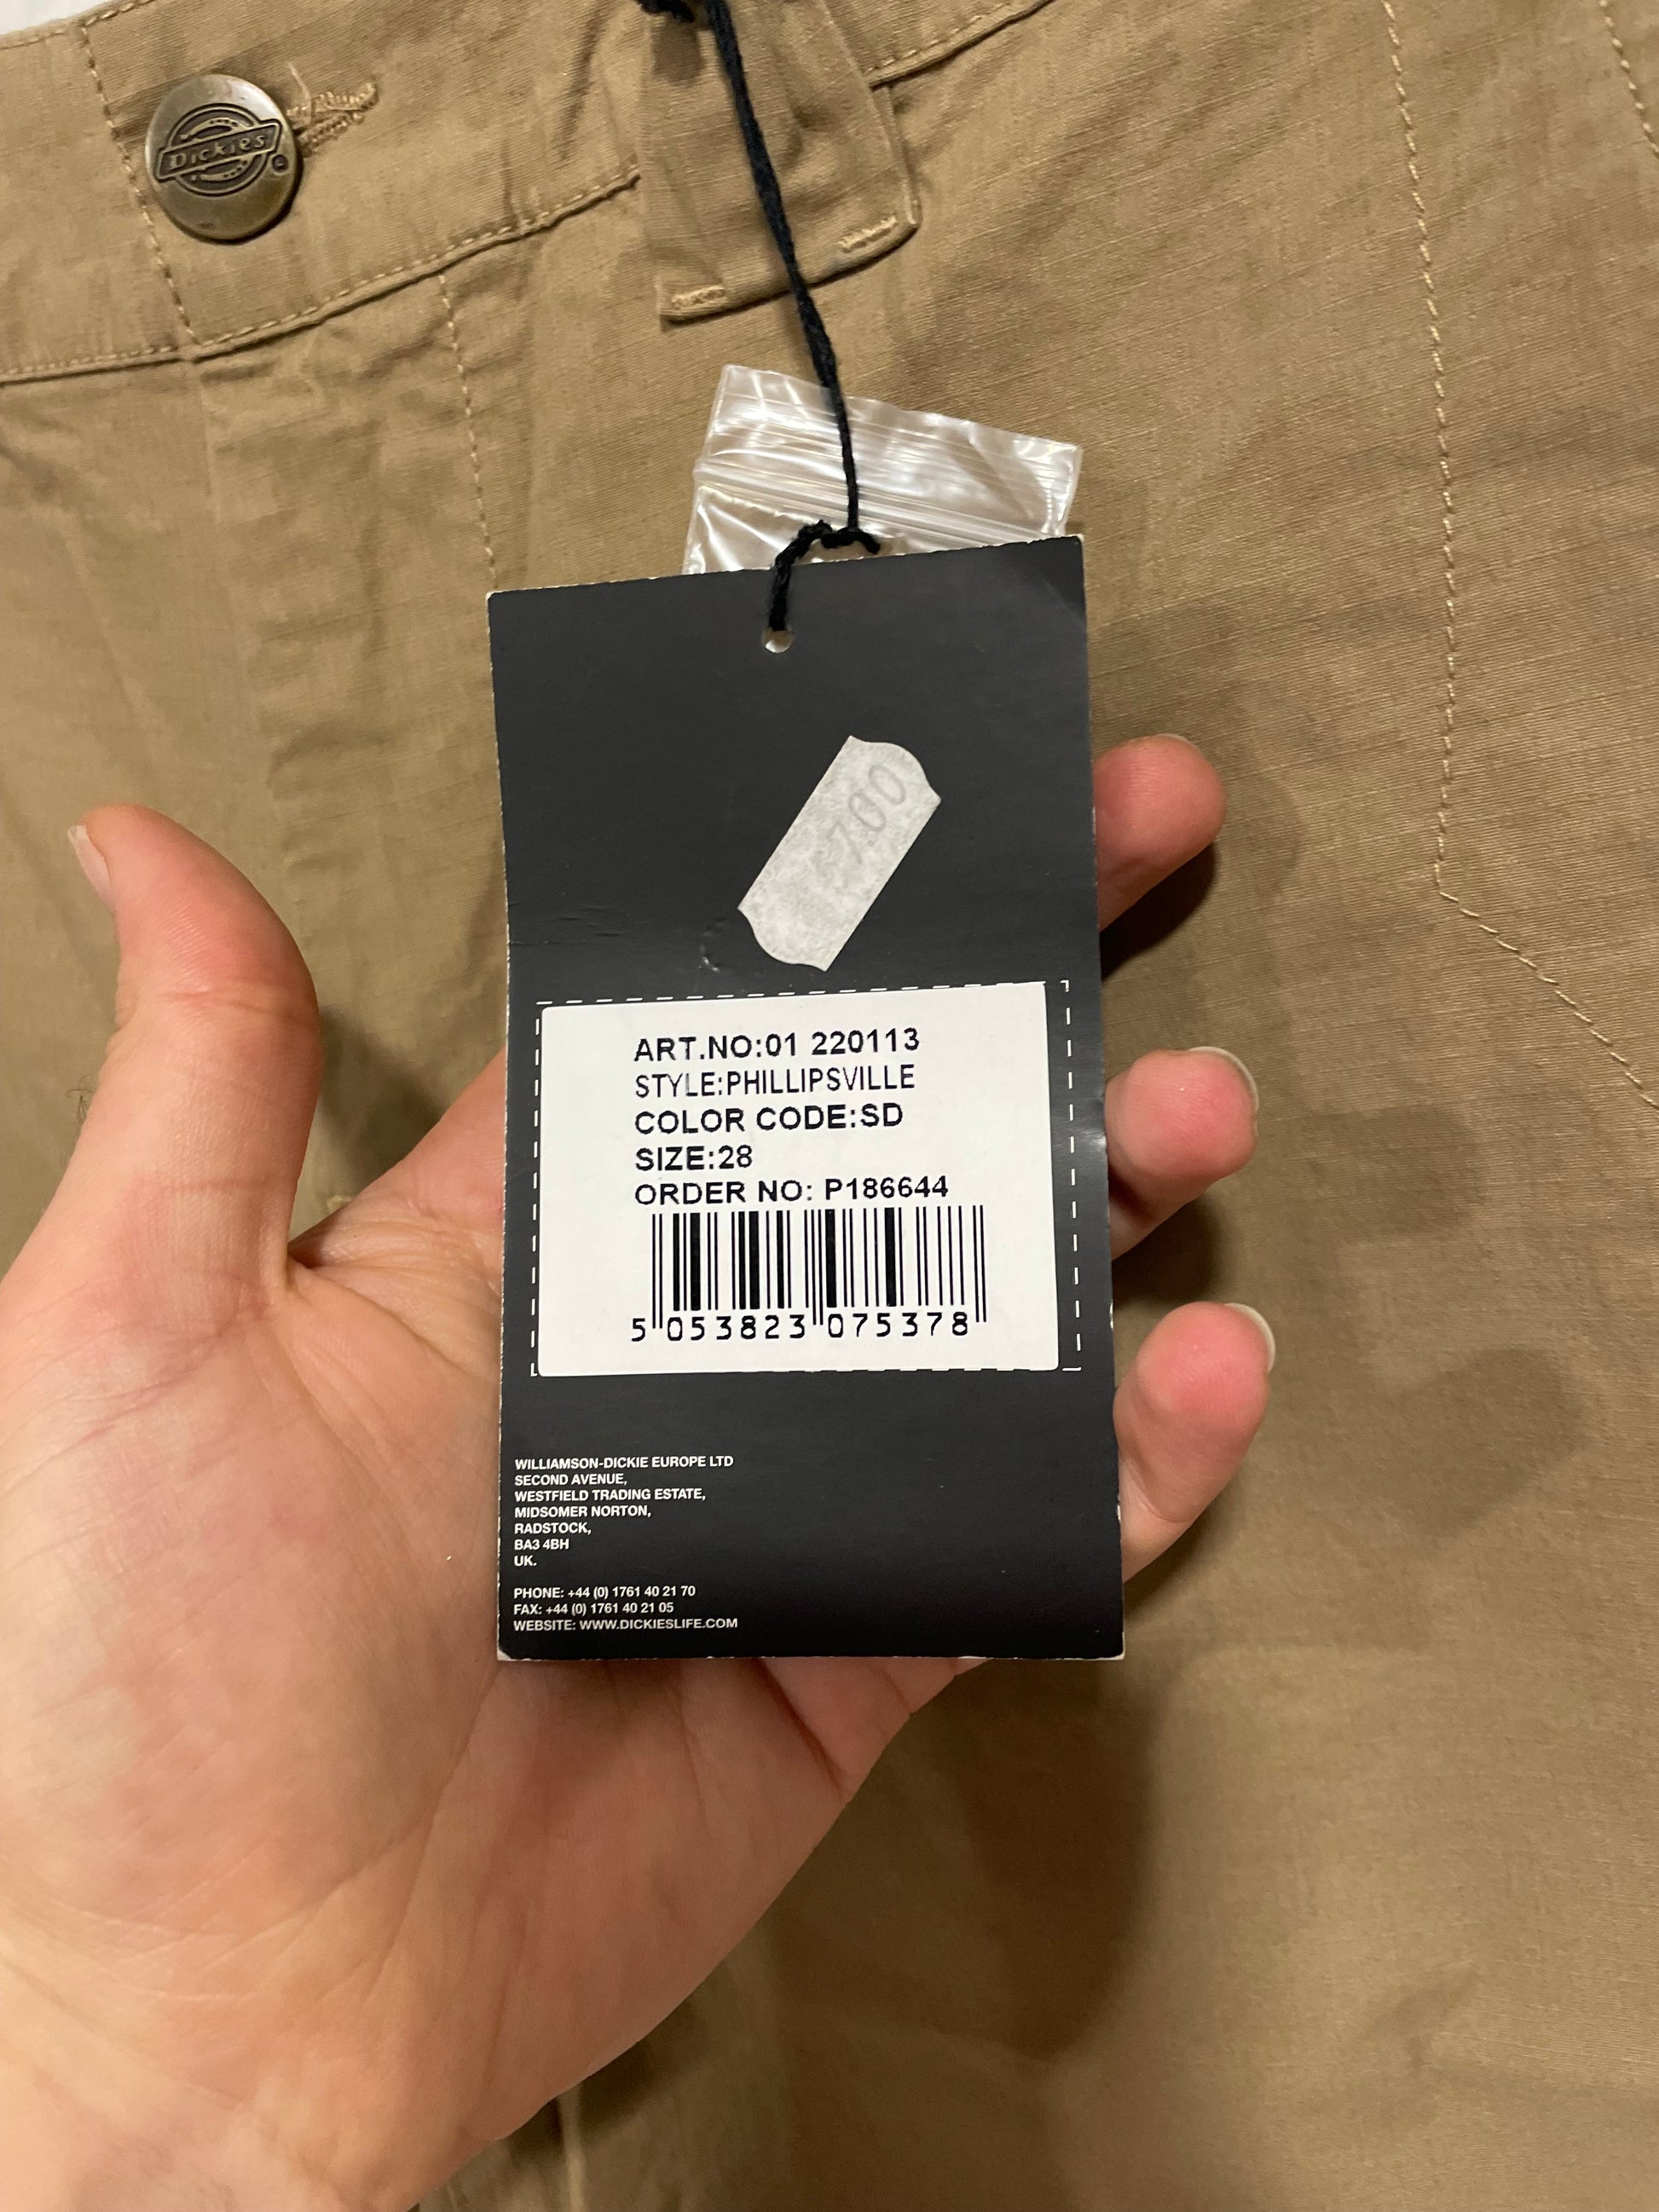 Dickies
57.00
ART.NO:01 220113
STYLE:PHILLIPSVILLE
COLOR CODE:SD
SIZE:28
ORDER NO: P186644
5 053823 075378
WILLIAMSON-DICKIE EUROPE LTD
SECOND AVENUE,
WESTFIELD TRADING ESTATE,
MIDSOMER NORTON,
RADSTOCK,
BA3 4BH
UK.
PHONE: +44 (0) 1761 40 21 70
FAX: +44 (0) 1761 40 21 05
WEBSITE: WWW.DICKIESLIFE.COM